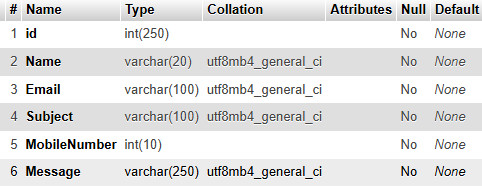 # Name Type Collation Attributes Null Default
1 id int(250) No None
2 Name varchar(20) utf8mb4_general_ci No None
3 Email varchar(100) utf8mb4_general_ci No None
4 Subject varchar(100) utf8mb4_general_ci No None
5 MobileNumber int(10) No None
6 Message varchar(250) utf8mb4_general_ci No None